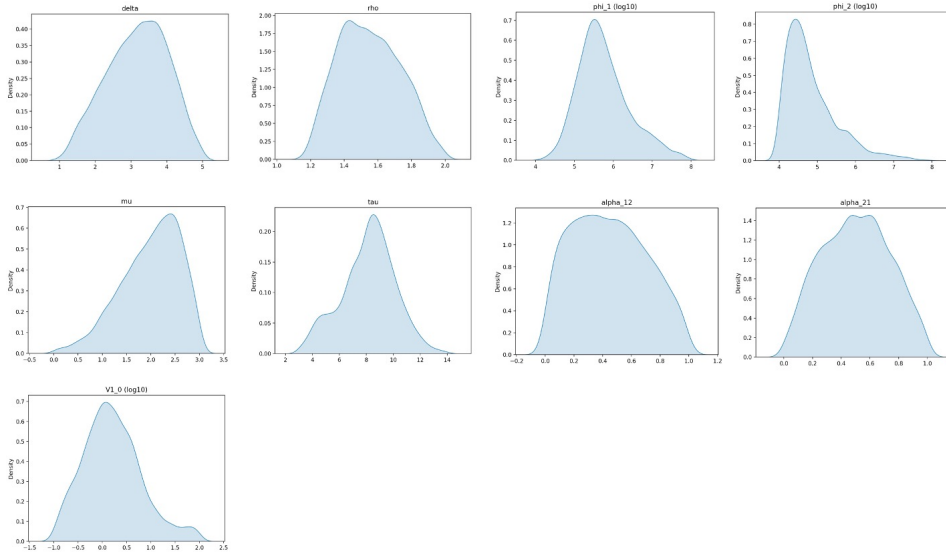 delta
Density
0.40
0.35
0.30
0.25
0.20
0.15
0.10
0.05
0.00
1 2 3 4 5
rho
Density
2.00
1.75
1.50
1.25
1.00
0.75
0.50
0.25
0.00
1.0 1.2 1.4 1.6 1.8 2.0
phi_1 (log10)
Density
0.7
0.6
0.5
0.4
0.3
0.2
0.1
0.0
4 5 6 7 8
phi_2 (log10)
Density
0.8
0.7
0.6
0.5
0.4
0.3
0.2
0.1
0.0
4 5 6 7 8
mu
Density
0.7
0.6
0.5
0.4
0.3
0.2
0.1
0.0
−0.5 0.0 0.5 1.0 1.5 2.0 2.5 3.0 3.5
tau
Density
0.20
0.15
0.10
0.05
0.00
2 4 6 8 10 12 14
alpha_12
Density
1.2
1.0
0.8
0.6
0.4
0.2
0.0
−0.2 0.0 0.2 0.4 0.6 0.8 1.0 1.2
alpha_21
Density
1.4
1.2
1.0
0.8
0.6
0.4
0.2
0.0
0.0 0.2 0.4 0.6 0.8 1.0
V1_0 (log10)
Density
0.7
0.6
0.5
0.4
0.3
0.2
0.1
0.0
−1.5 −1.0 −0.5 0.0 0.5 1.0 1.5 2.0 2.5